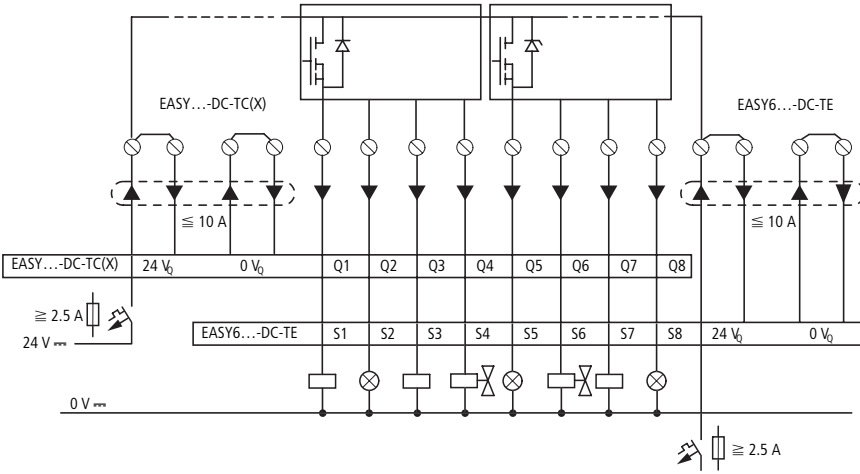 EASY…-DC-TC(X)
EASY6…-DC-TE
≦ 10 A
≦ 10 A
EASY…-DC-TC(X) 24 VQ 0 VQ Q1 Q2 Q3 Q4 Q5 Q6 Q7 Q8
≧ 2.5 A
24 V
EASY6…-DC-TE S1 S2 S3 S4 S5 S6 S7 S8 24 VQ 0 VQ
0 V
≧ 2.5 A